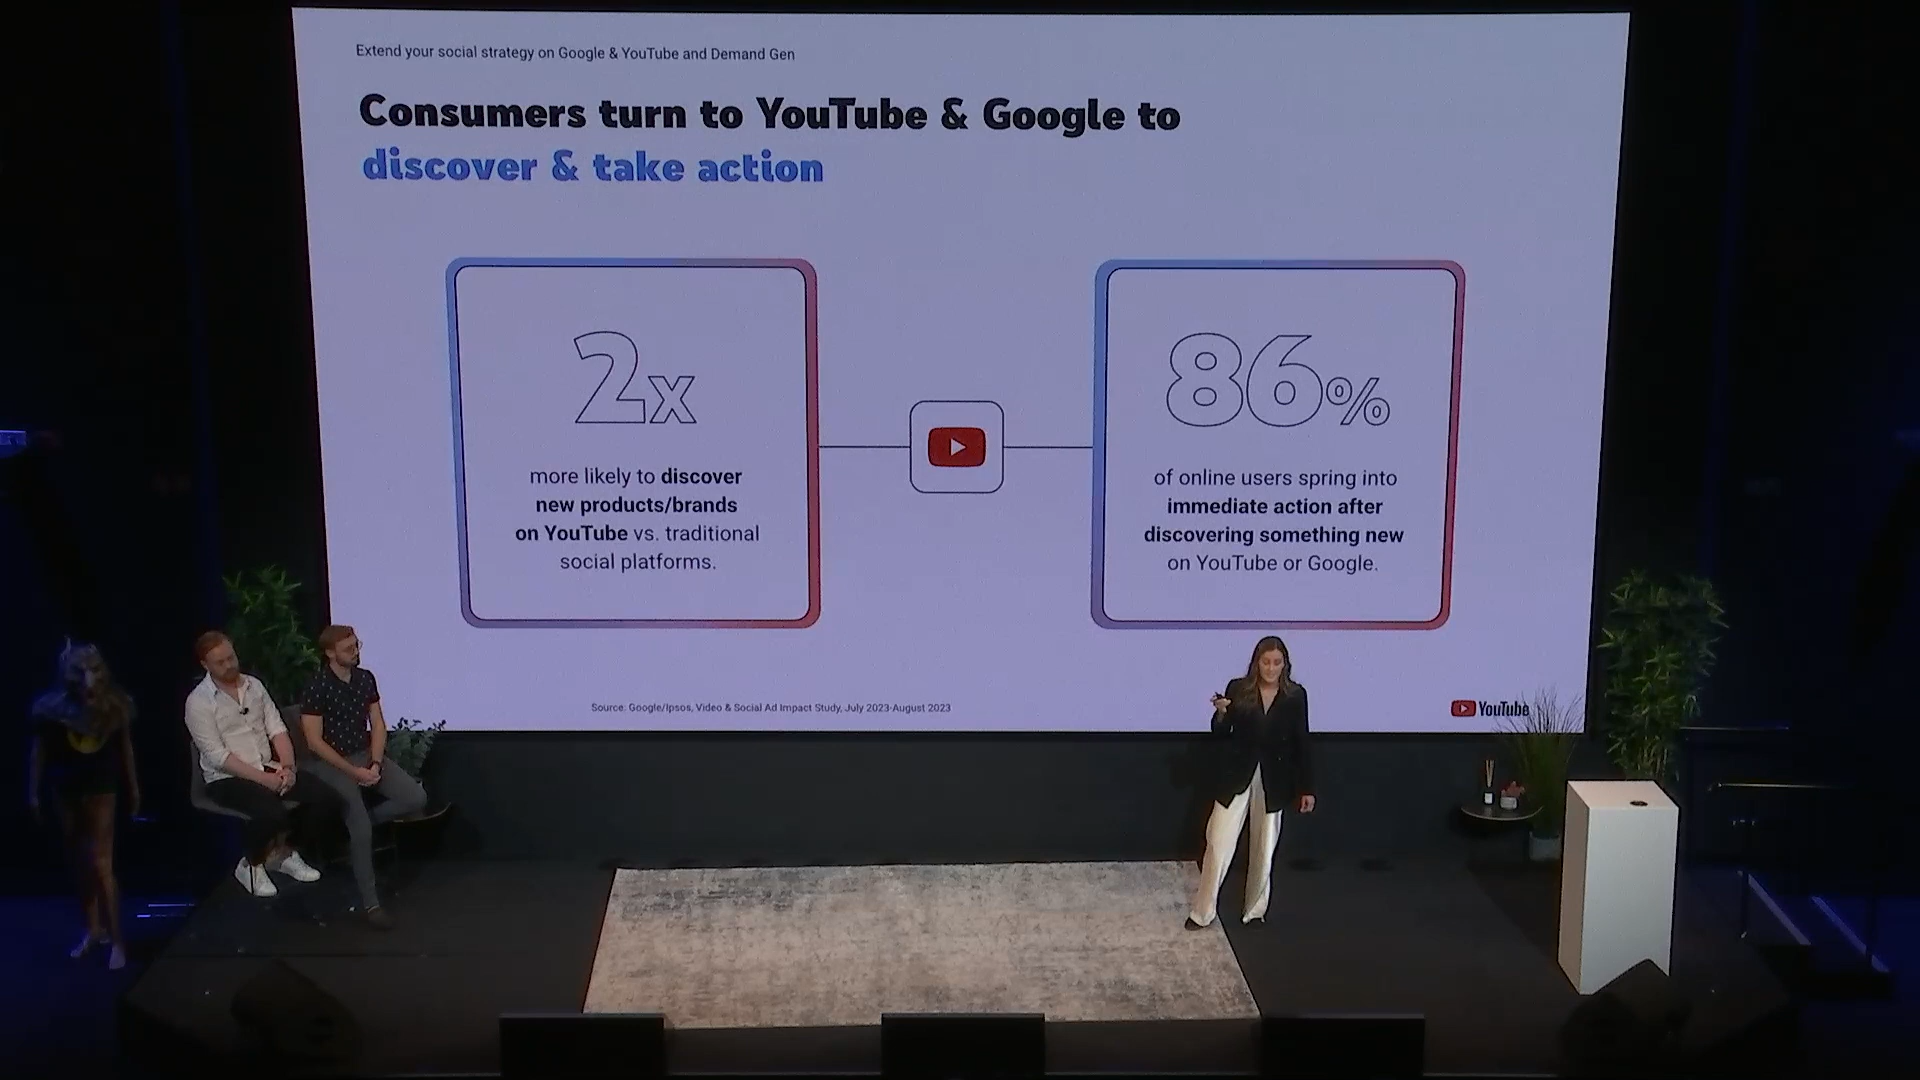 Extend your social strategy on Google & YouTube and Demand Gen
Consumers turn to YouTube & Google to
discover & take action
2x
more likely to discover
new products/brands
on YouTube vs. traditional
social platforms.
86%
of online users spring into
immediate action after
discovering something new
on YouTube or Google.
Source: Google/Ipsos, Video & Social Ad Impact Study, July 2023-August 2023
YouTube